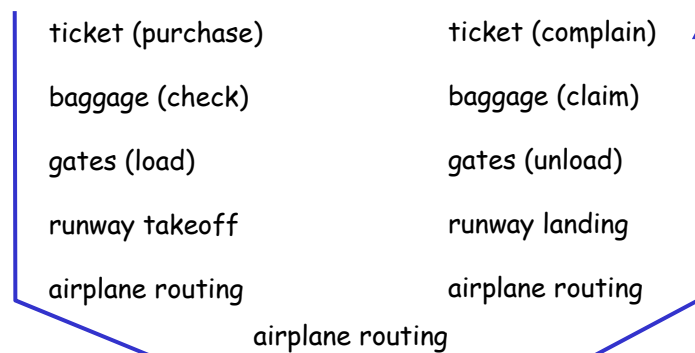 ticket (purchase) ticket (complain)
baggage (check) baggage (claim)
gates (load) gates (unload)
runway takeoff runway landing
airplane routing airplane routing
airplane routing